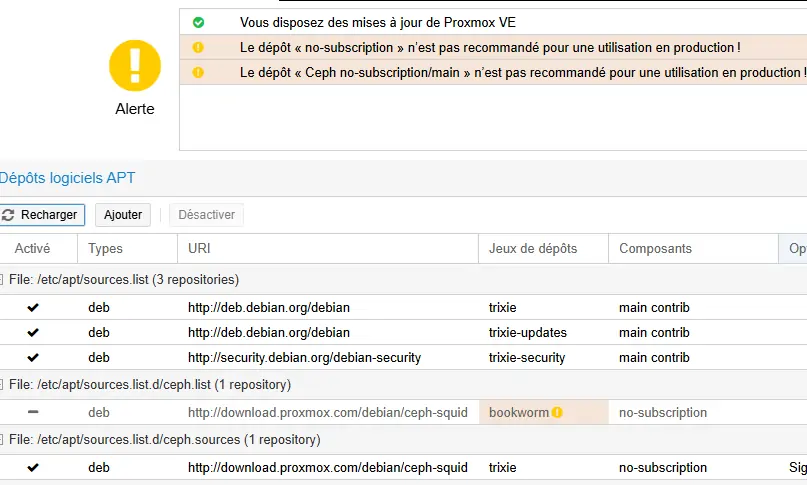 Vous disposez des mises à jour de Proxmox VE
Le dépôt « no-subscription » n'est pas recommandé pour une utilisation en production !
Le dépôt « Ceph no-subscription/main » n'est pas recommandé pour une utilisation en production !
Alerte
Dépôts logiciels APT
Recharger Ajouter Désactiver
Activé Types URI Jeux de dépôts Composants Op
File: /etc/apt/sources.list (3 repositories)
deb http://deb.debian.org/debian trixie main contrib
deb http://deb.debian.org/debian trixie-updates main contrib
deb http://security.debian.org/debian-security trixie-security main contrib
File: /etc/apt/sources.list.d/ceph.list (1 repository)
deb http://download.proxmox.com/debian/ceph-squid bookworm no-subscription
File: /etc/apt/sources.list.d/ceph.sources (1 repository)
deb http://download.proxmox.com/debian/ceph-squid trixie no-subscription Sig